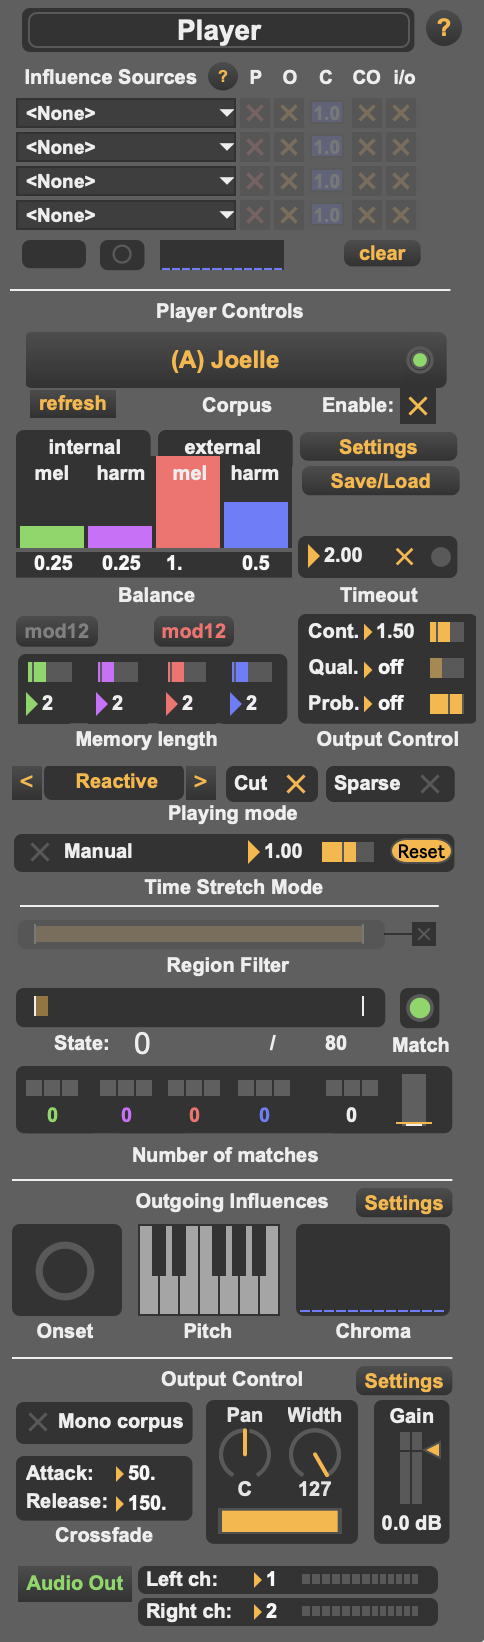 Player ?
Influence Sources ? P O C CO i/o
<None> 1.0
<None> 1.0
<None> 1.0
<None> 1.0
clear
Player Controls
(A) Joelle
refresh Corpus Enable:
internal external Settings
mel harm mel harm Save/Load
0.25 0.25 1. 0.5 2.00
Balance Timeout
mod12 mod12 Cont. 1.50
Qual. off
2 2 2 2 Prob. off
Memory length Output Control
< Reactive > Cut Sparse
Playing mode
Manual 1.00 Reset
Time Stretch Mode
Region Filter
State: 0 / 80 Match
0 0 0 0 0
Number of matches
Outgoing Influences Settings
Onset Pitch Chroma
Output Control Settings
Mono corpus Pan Width Gain
Attack: 50.
Release: 150. C 127
Crossfade 0.0 dB
Audio Out Left ch: 1
Right ch: 2